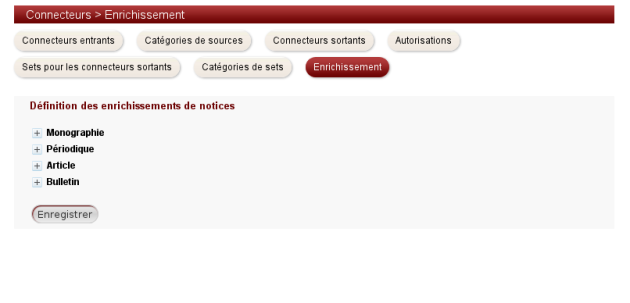 Connecteurs > Enrichissement
Connecteurs entrants Catégories de sources Connecteurs sortants Autorisations
Sets pour les connecteurs sortants Catégories de sets Enrichissement
Définition des enrichissements de notices
Monographie
Périodique
Article
Bulletin
Enregistrer